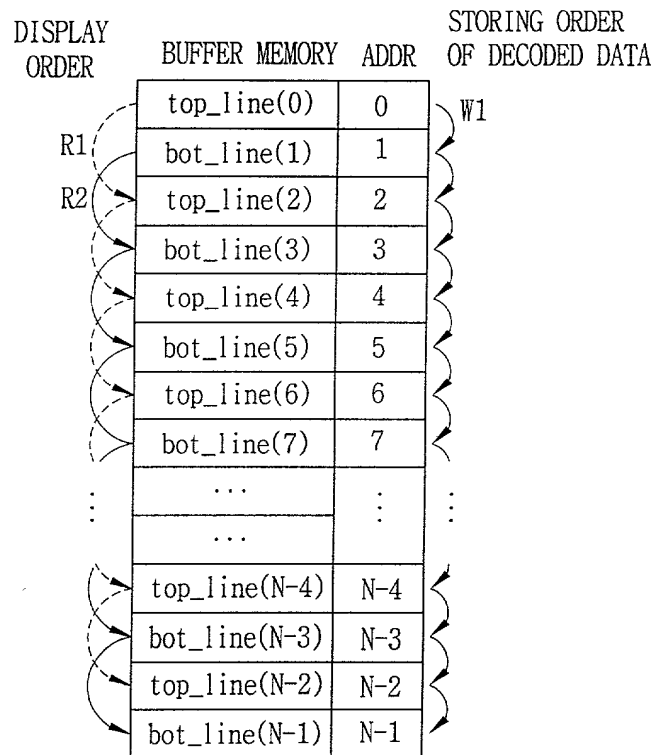 DISPLAY ORDER
BUFFER MEMORY
ADDR
STORING ORDER OF DECODED DATA
top_line(0) 0 W1
R1 bot_line(1) 1
R2 top_line(2) 2
bot_line(3) 3
top_line(4) 4
bot_line(5) 5
top_line(6) 6
bot_line(7) 7
...
...
top_line(N-4) N-4
bot_line(N-3) N-3
top_line(N-2) N-2
bot_line(N-1) N-1